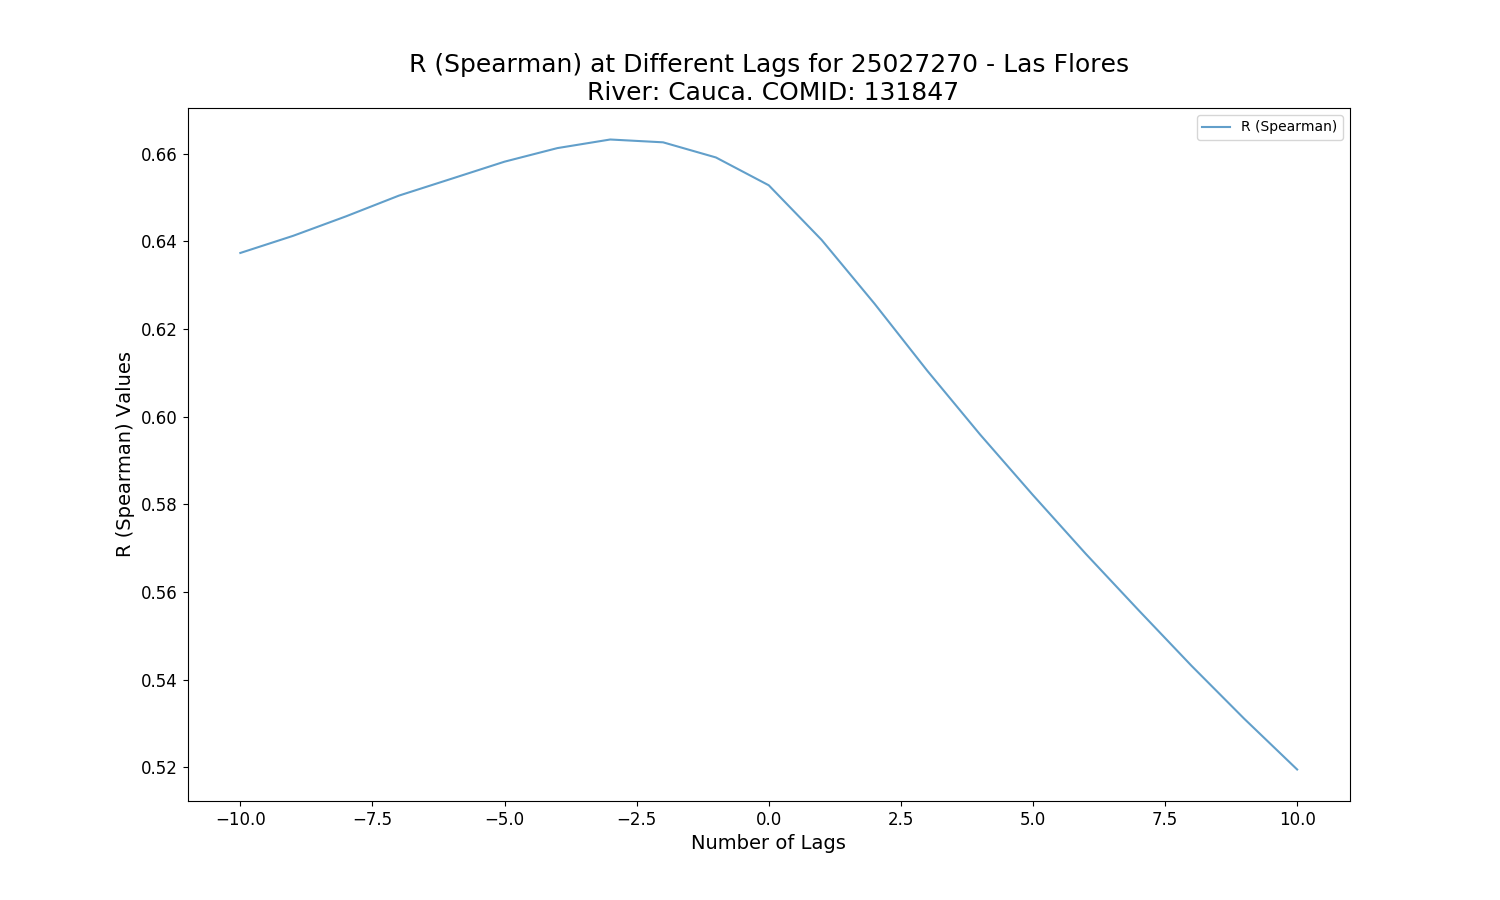 R (Spearman) at Different Lags for 25027270 - Las Flores
River: Cauca. COMID: 131847
R (Spearman)
R (Spearman) Values
0.66
0.64
0.62
0.60
0.58
0.56
0.54
0.52
−10.0 −7.5 −5.0 −2.5 0.0 2.5 5.0 7.5 10.0
Number of Lags